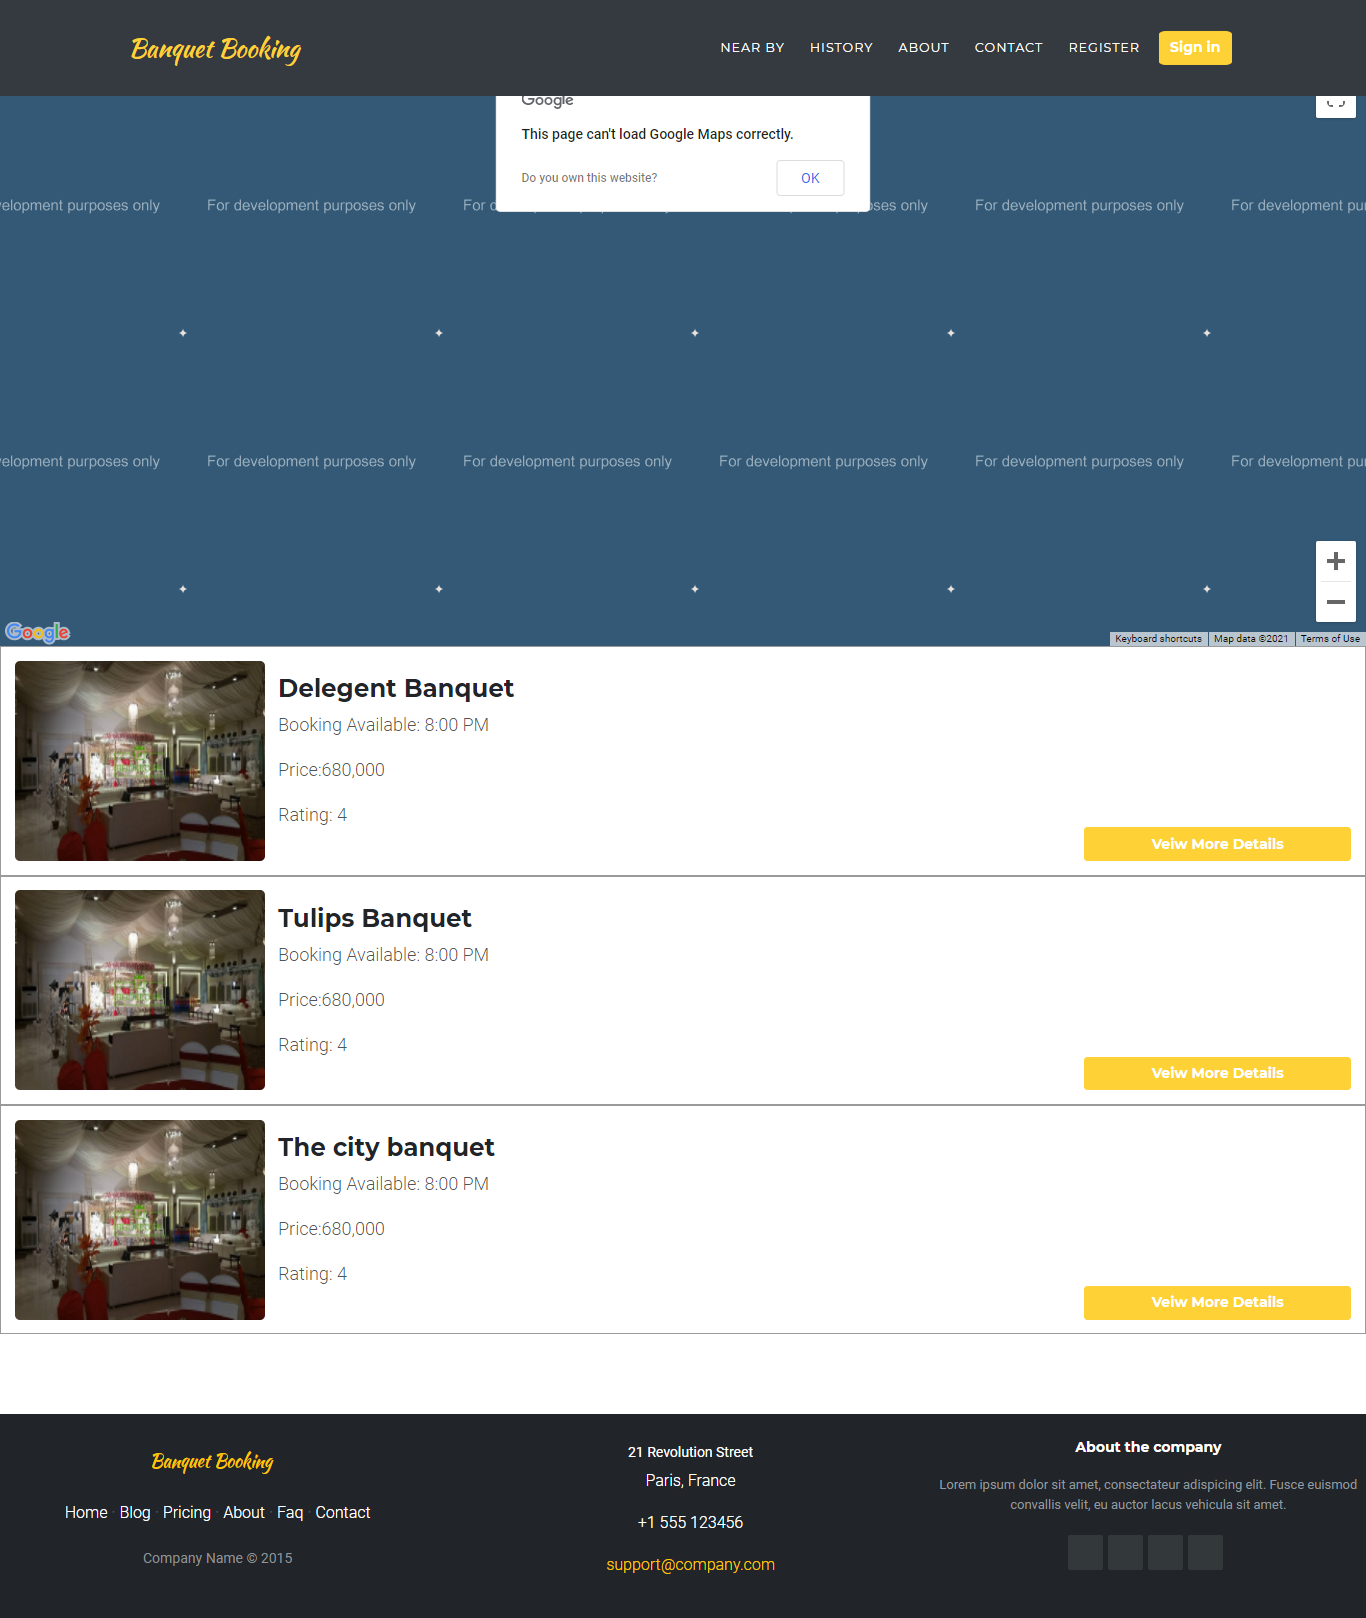 Banquet Booking
NEAR BY HISTORY ABOUT CONTACT REGISTER Sign in
Google
This page can't load Google Maps correctly.
Do you own this website? OK
velopment purposes only For development purposes only For d oses only For development purposes only For development pu
velopment purposes only For development purposes only For development purposes only For development purposes only For development purposes only For development pu
Google
Keyboard shortcuts Map data ©2021 Terms of Use
Delegent Banquet
Booking Available: 8:00 PM
Price:680,000
Rating: 4
Veiw More Details
Tulips Banquet
Booking Available: 8:00 PM
Price:680,000
Rating: 4
Veiw More Details
The city banquet
Booking Available: 8:00 PM
Price:680,000
Rating: 4
Veiw More Details
Banquet Booking
Home · Blog · Pricing · About · Faq · Contact
Company Name © 2015
21 Revolution Street
Paris, France
+1 555 123456
support@company.com
About the company
Lorem ipsum dolor sit amet, consectateur adispicing elit. Fusce euismod
convallis velit, eu auctor lacus vehicula sit amet.